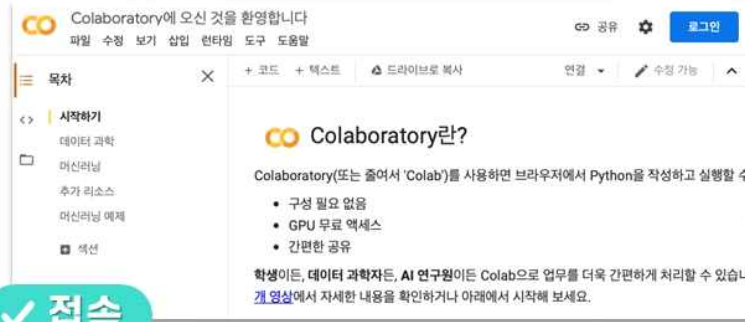 Colaboratory에 오신 것을 환영합니다
파일 수정 보기 삽입 런타임 도구 도움말
공유
로그인
목차
+ 코드 + 텍스트 드라이브로 복사
연결
수정 가능
시작하기
데이터 과학
머신러닝
추가 리소스
머신러닝 예제
섹션
Colaboratory란?
Colaboratory(또는 줄여서 'Colab')를 사용하면 브라우저에서 Python을 작성하고 실행할 수
• 구성 필요 없음
• GPU 무료 액세스
• 간편한 공유
학생이든, 데이터 과학자든, AI 연구원이든 Colab으로 업무를 더욱 간편하게 처리할 수 있습니
개 영상에서 자세한 내용을 확인하거나 아래에서 시작해 보세요.
접속